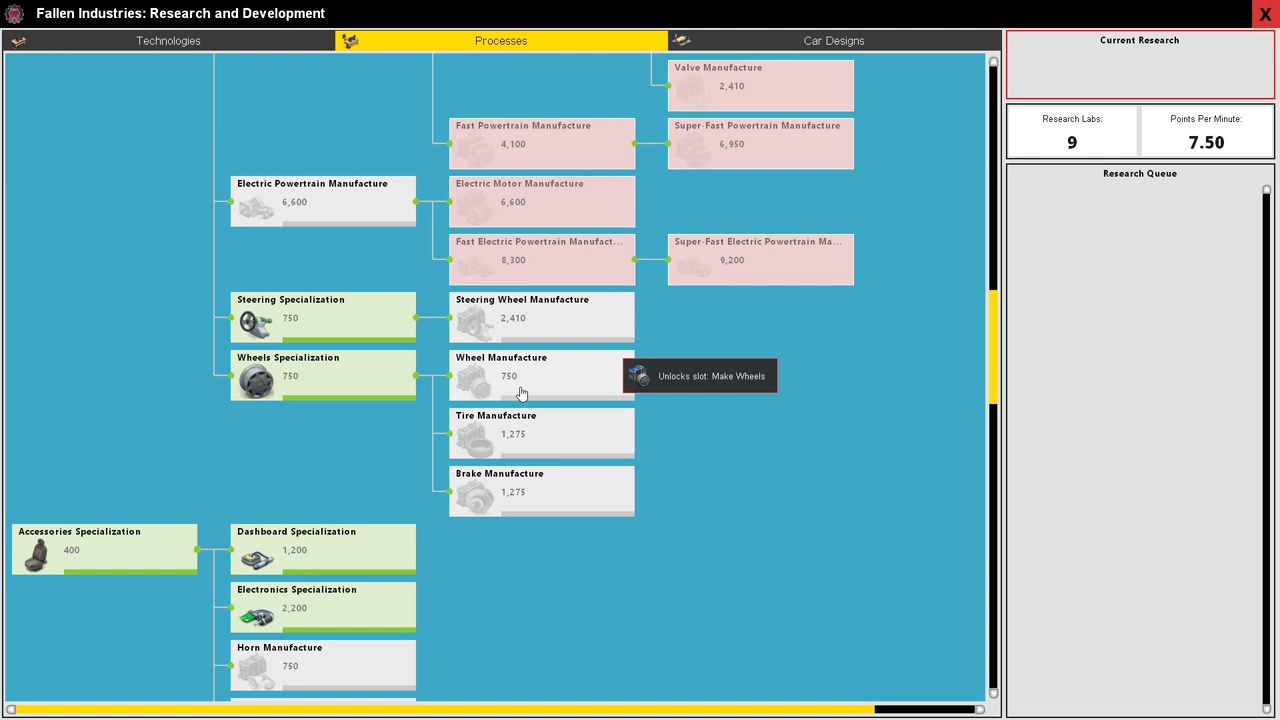 Fallen Industries: Research and Development
X
Technologies
Processes
Car Designs
Valve Manufacture
2,410
Fast Powertrain Manufacture
4,100
Super-Fast Powertrain Manufacture
6,950
Electric Powertrain Manufacture
6,600
Electric Motor Manufacture
6,600
Fast Electric Powertrain Manufact...
8,300
Super-Fast Electric Powertrain Ma...
9,200
Steering Specialization
750
Steering Wheel Manufacture
2,410
Wheels Specialization
750
Wheel Manufacture
750
Unlocks slot: Make Wheels
Tire Manufacture
1,275
Brake Manufacture
1,275
Accessories Specialization
400
Dashboard Specialization
1,200
Electronics Specialization
2,200
Horn Manufacture
750
Current Research
Research Labs:
9
Points Per Minute:
7.50
Research Queue